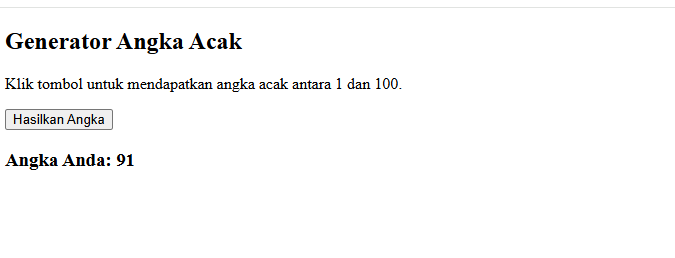 Generator Angka Acak
Klik tombol untuk mendapatkan angka acak antara 1 dan 100.
Hasilkan Angka
Angka Anda: 91